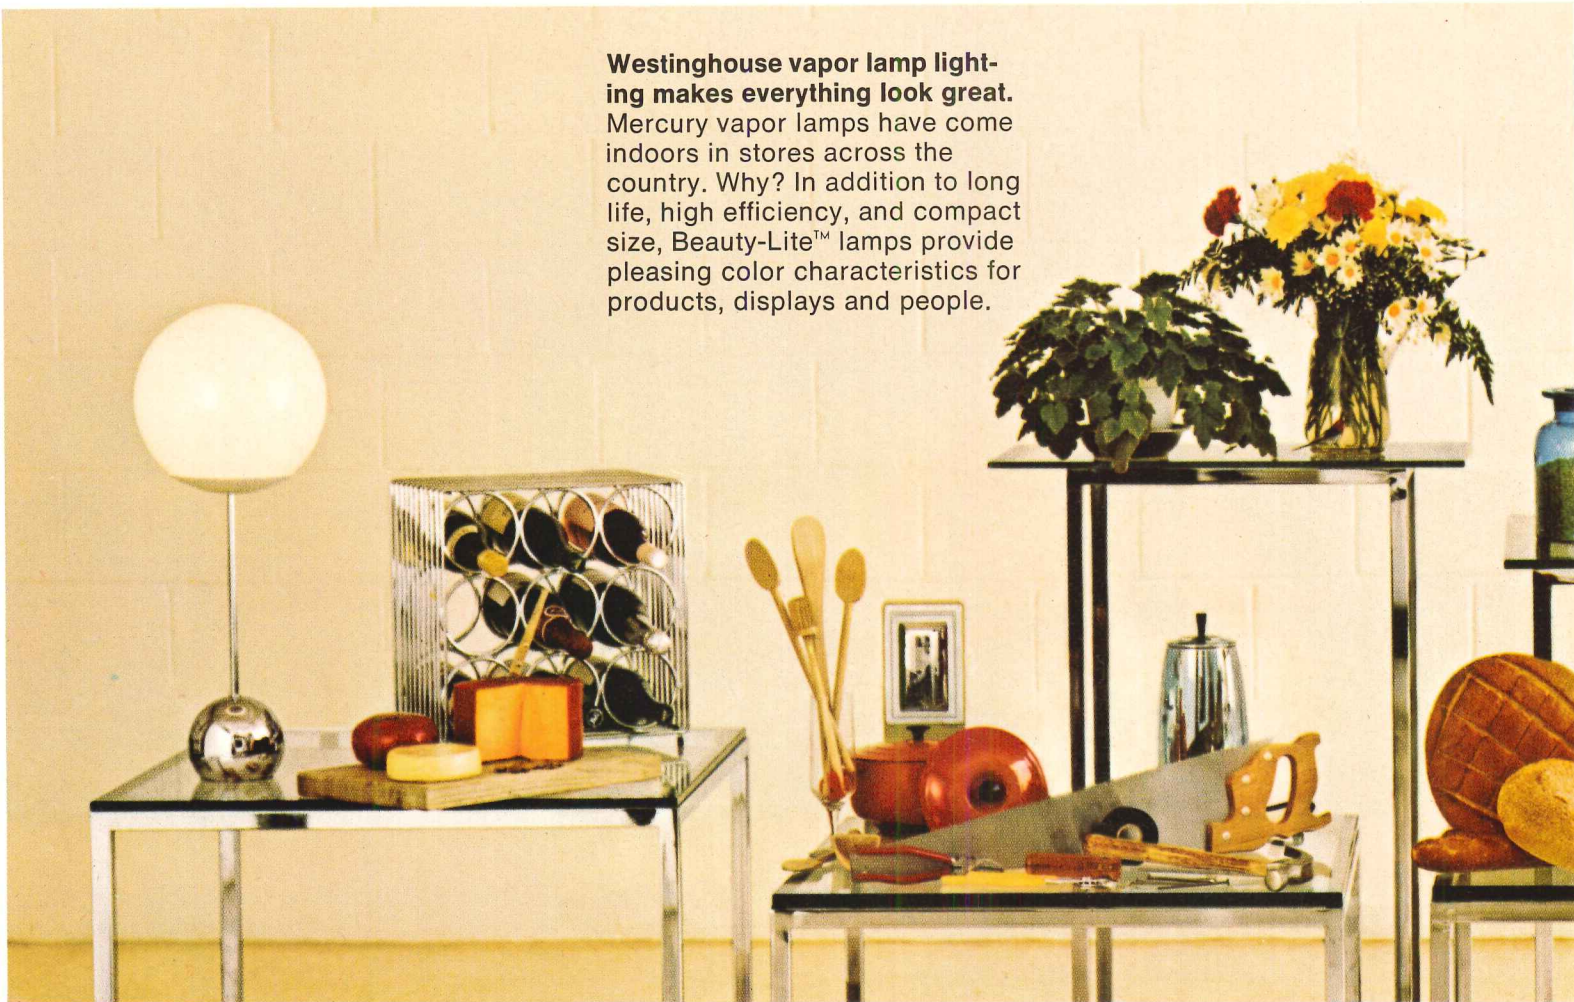 Westinghouse vapor lamp light-
ing makes everything look great.
Mercury vapor lamps have come
indoors in stores across the
country. Why? In addition to long
life, high efficiency, and compact
size, Beauty-Lite™ lamps provide
pleasing color characteristics for
products, displays and people.